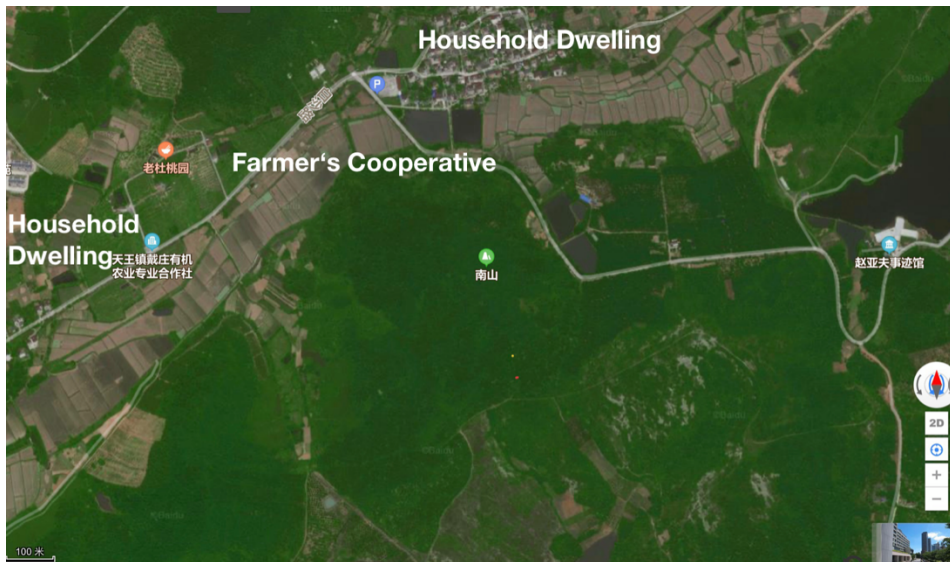 Household Dwelling
P
©Baidu
老杜桃园
Farmer's Cooperative
Household
Dwelling
天王镇戴庄有机
农业专业合作社
南山
赵亚夫事迹馆
2D
+
−
100 米